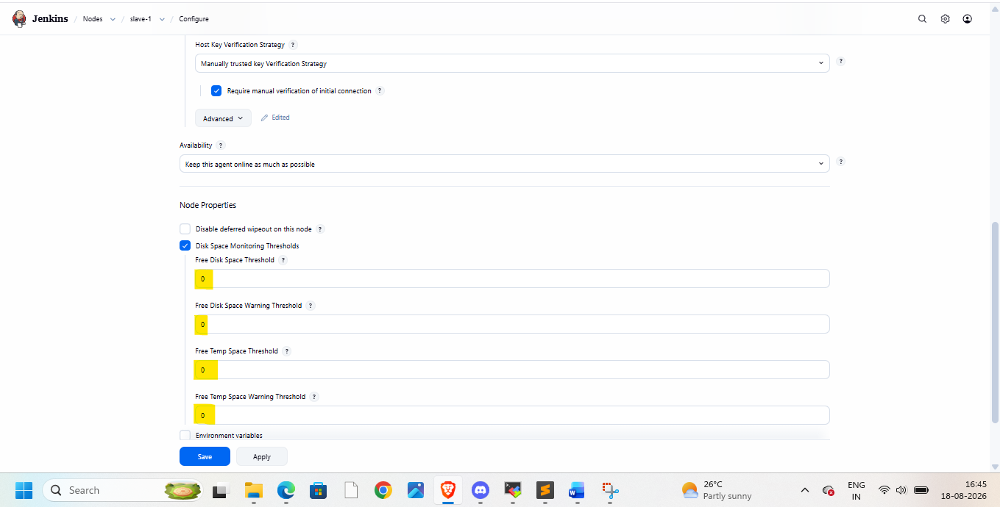 Jenkins / Nodes / slave-1 / Configure
Host Key Verification Strategy ?
Manually trusted key Verification Strategy
?
Require manual verification of initial connection ?
Advanced
Edited
Availability ?
Keep this agent online as much as possible
?
Node Properties
Disable deferred wipeout on this node ?
Disk Space Monitoring Thresholds
Free Disk Space Threshold ?
0
Free Disk Space Warning Threshold ?
0
Free Temp Space Threshold ?
0
Free Temp Space Warning Threshold ?
0
Environment variables
Save
Apply
Search
26°C
Partly sunny
ENG
IN
16:45
18-08-2026